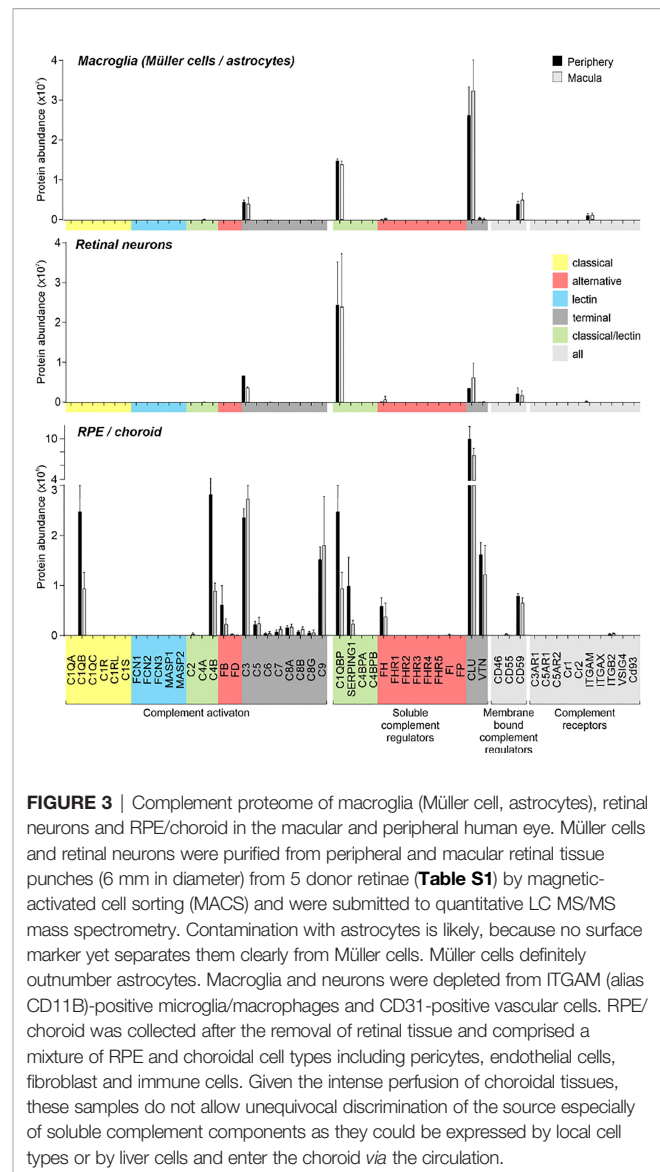 Macroglia (Müller cells / astrocytes)
Periphery
Macula
Protein abundance (x10⁷)
4
3
2
1
0
Retinal neurons
classical
alternative
lectin
terminal
classical/lectin
all
Protein abundance (x10⁷)
4
3
2
1
0
RPE / choroid
10
4
3
2
1
0
C1QA
C1QB
C1QC
C1R
C1RL
C1S
FCN1
FCN2
FCN3
MASP1
MASP2
C2
C4A
C4B
FB
FD
C3
C5
C6
C7
C8A
C8B
C8G
C9
C1QBP
SERPING1
C4BPA
C4BPB
FH
FHR1
FHR2
FHR3
FHR4
FHR5
FI
FP
CLU
VTN
CD46
CD55
CD59
C3AR1
C5AR1
C5AR2
Cr1
Cr2
ITGAM
ITGAX
ITGB2
VSIG4
Cd93
Complement activaton
Soluble
complement
regulators
Membrane
bound
complement
regulators
Complement
receptors
FIGURE 3 | Complement proteome of macroglia (Müller cell, astrocytes), retinal
neurons and RPE/choroid in the macular and peripheral human eye. Müller cells
and retinal neurons were purified from peripheral and macular retinal tissue
punches (6 mm in diameter) from 5 donor retinae (Table S1) by magnetic-
activated cell sorting (MACS) and were submitted to quantitative LC MS/MS
mass spectrometry. Contamination with astrocytes is likely, because no surface
marker yet separates them clearly from Müller cells. Müller cells definitely
outnumber astrocytes. Macroglia and neurons were depleted from ITGAM (alias
CD11B)-positive microglia/macrophages and CD31-positive vascular cells. RPE/
choroid was collected after the removal of retinal tissue and comprised a
mixture of RPE and choroidal cell types including pericytes, endothelial cells,
fibroblast and immune cells. Given the intense perfusion of choroidal tissues,
these samples do not allow unequivocal discrimination of the source especially
of soluble complement components as they could be expressed by local cell
types or by liver cells and enter the choroid via the circulation.